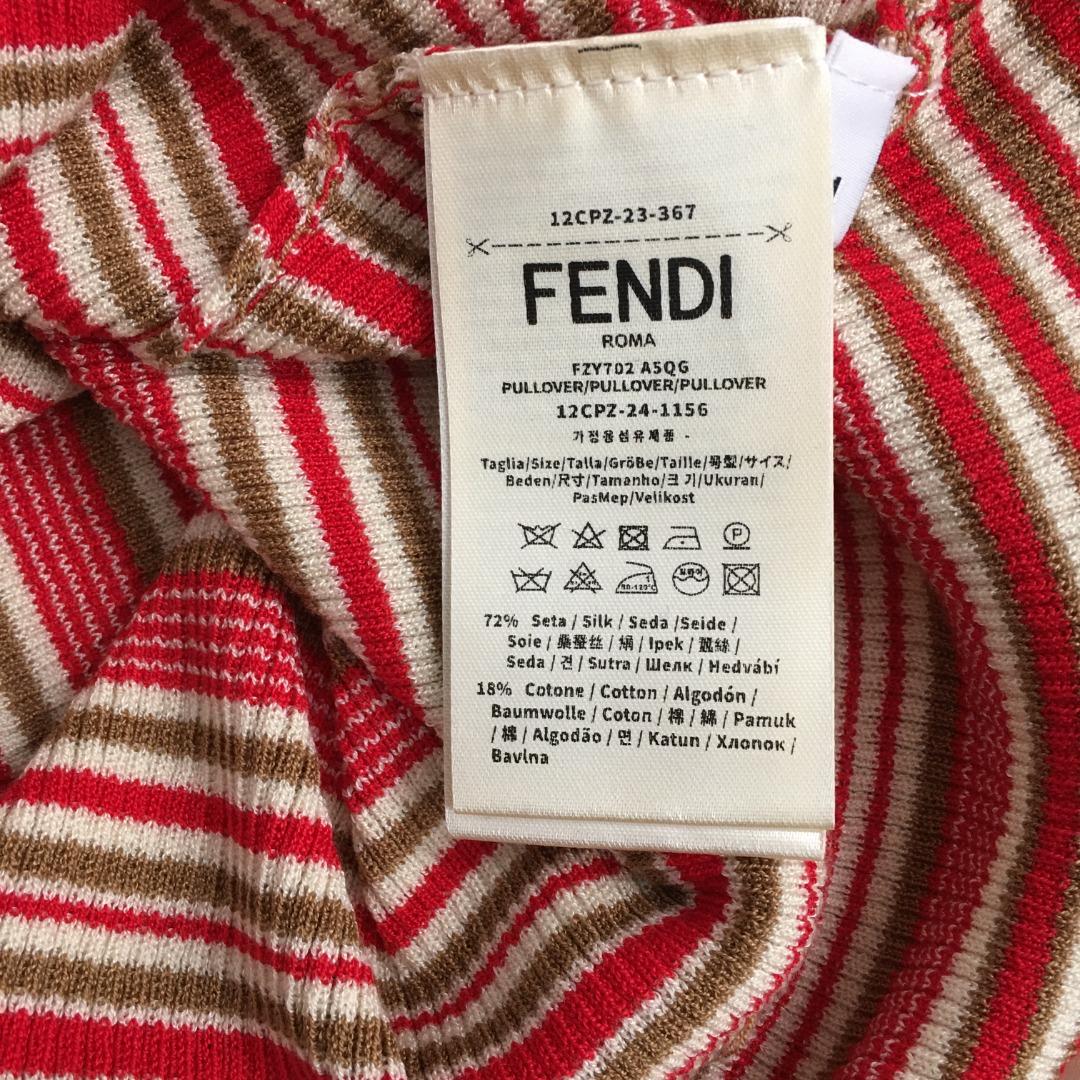 12CPZ-23-367
FENDI
ROMA
FZY702 A5QG
PULLOVER/PULLOVER/PULLOVER
12CPZ-24-1156
가정용섬유제품 -
Taglia/Size/Talla/GröBe/Taille/号型/サイズ/
Beden/尺寸/Tamanho/크기/Ukuran/
PasMep/Velikost
P
72% Seta / Silk / Seda /Seide /
Soie / 桑蚕丝 / 絹 / Ipek / 蠶絲 /
Seda / 견 / Sutra / Шелк / Hedvábí
18% Cotone / Cotton / Algodón /
Baumwolle / Coton / 棉 / 綿 / Pamuk
/ 棉 / Algodão / 면 / Katun / Хлопок /
Bavlna